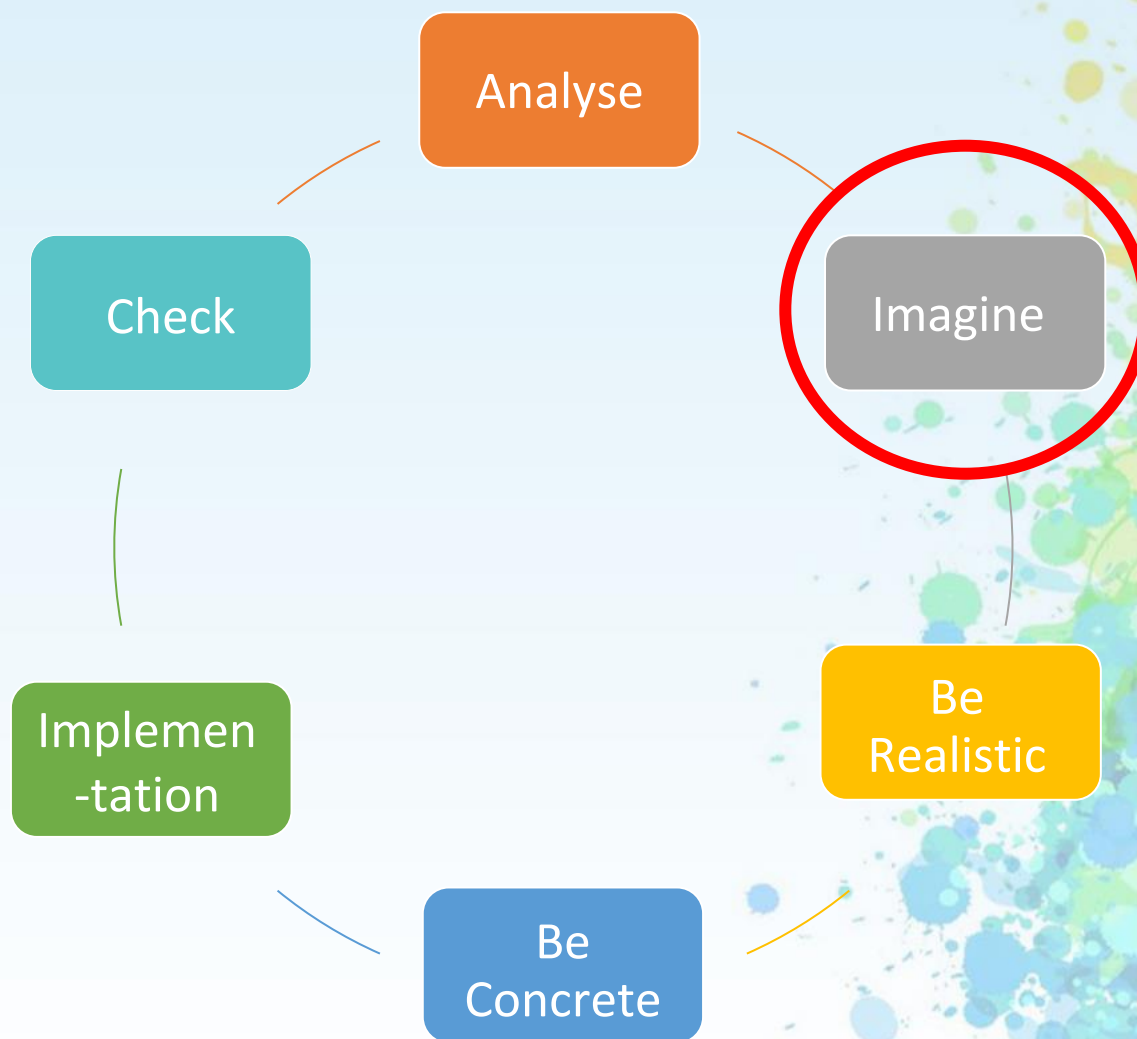 Analyse
Imagine
Be
Realistic
Be
Concrete
Implemen
-tation
Check